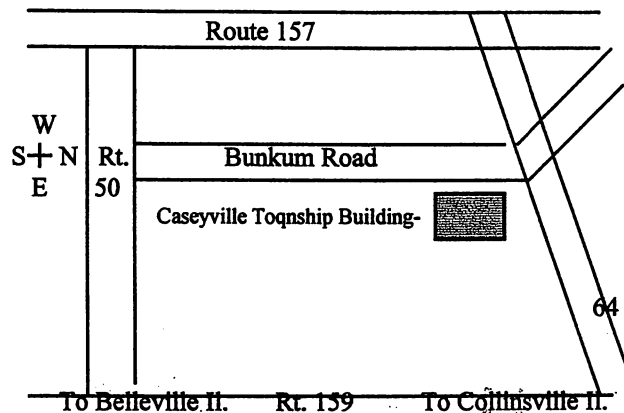 Route 157
W
S+N
E
Rt.
50
Bunkum Road
Caseyville Toqnship Building-
64
To Belleville Il.
Rt. 159
To Collinsville Il.